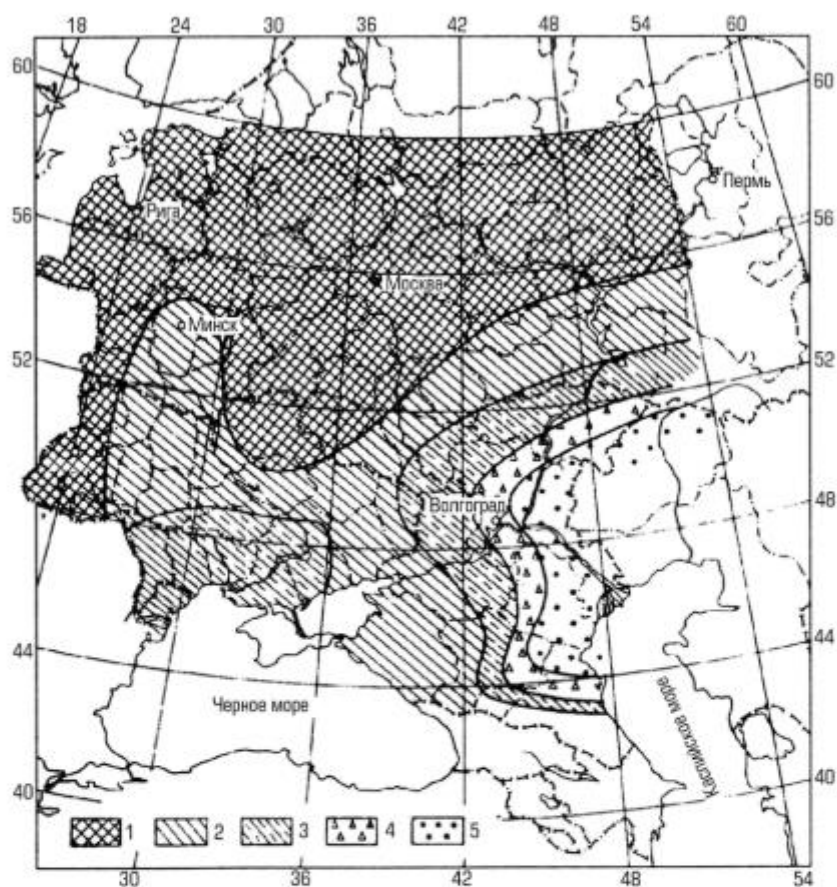 18 24 30 36 42 48 54 60
60 60
Пермь
56 Рига 56
Москва
Минск
52 52
Волгоград
48 48
44 44
Черное море
Каспийское море
40 40
1 2 3 4 5
30 36 42 48 54